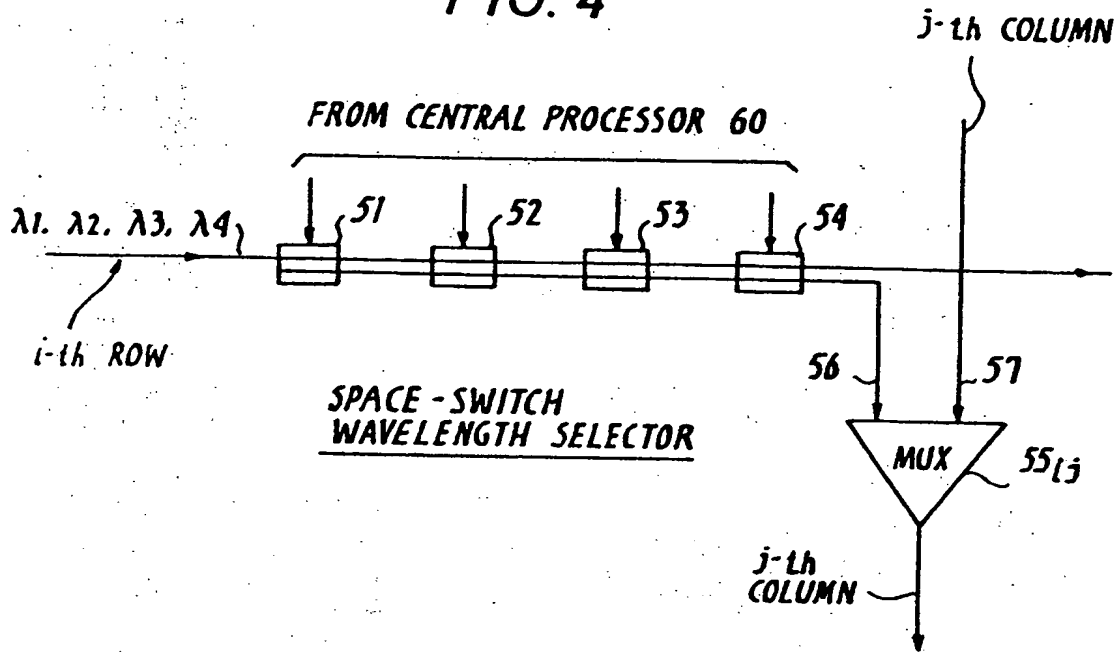 FIG. 4
j-th COLUMN
FROM CENTRAL PROCESSOR 60
λ1, λ2, λ3, λ4
51
52
53
54
i-th ROW
56
57
SPACE-SWITCH
WAVELENGTH SELECTOR
MUX
55ij
j-th
COLUMN